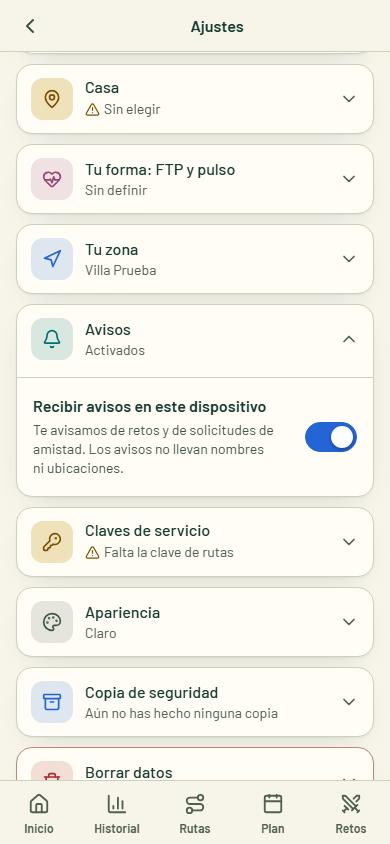 Ajustes
Casa
Sin elegir
Tu forma: FTP y pulso
Sin definir
Tu zona
Villa Prueba
Avisos
Activados
Recibir avisos en este dispositivo
Te avisamos de retos y de solicitudes de
amistad. Los avisos no llevan nombres
ni ubicaciones.
Claves de servicio
Falta la clave de rutas
Apariencia
Claro
Copia de seguridad
Aún no has hecho ninguna copia
Borrar datos
Inicio
Historial
Rutas
Plan
Retos